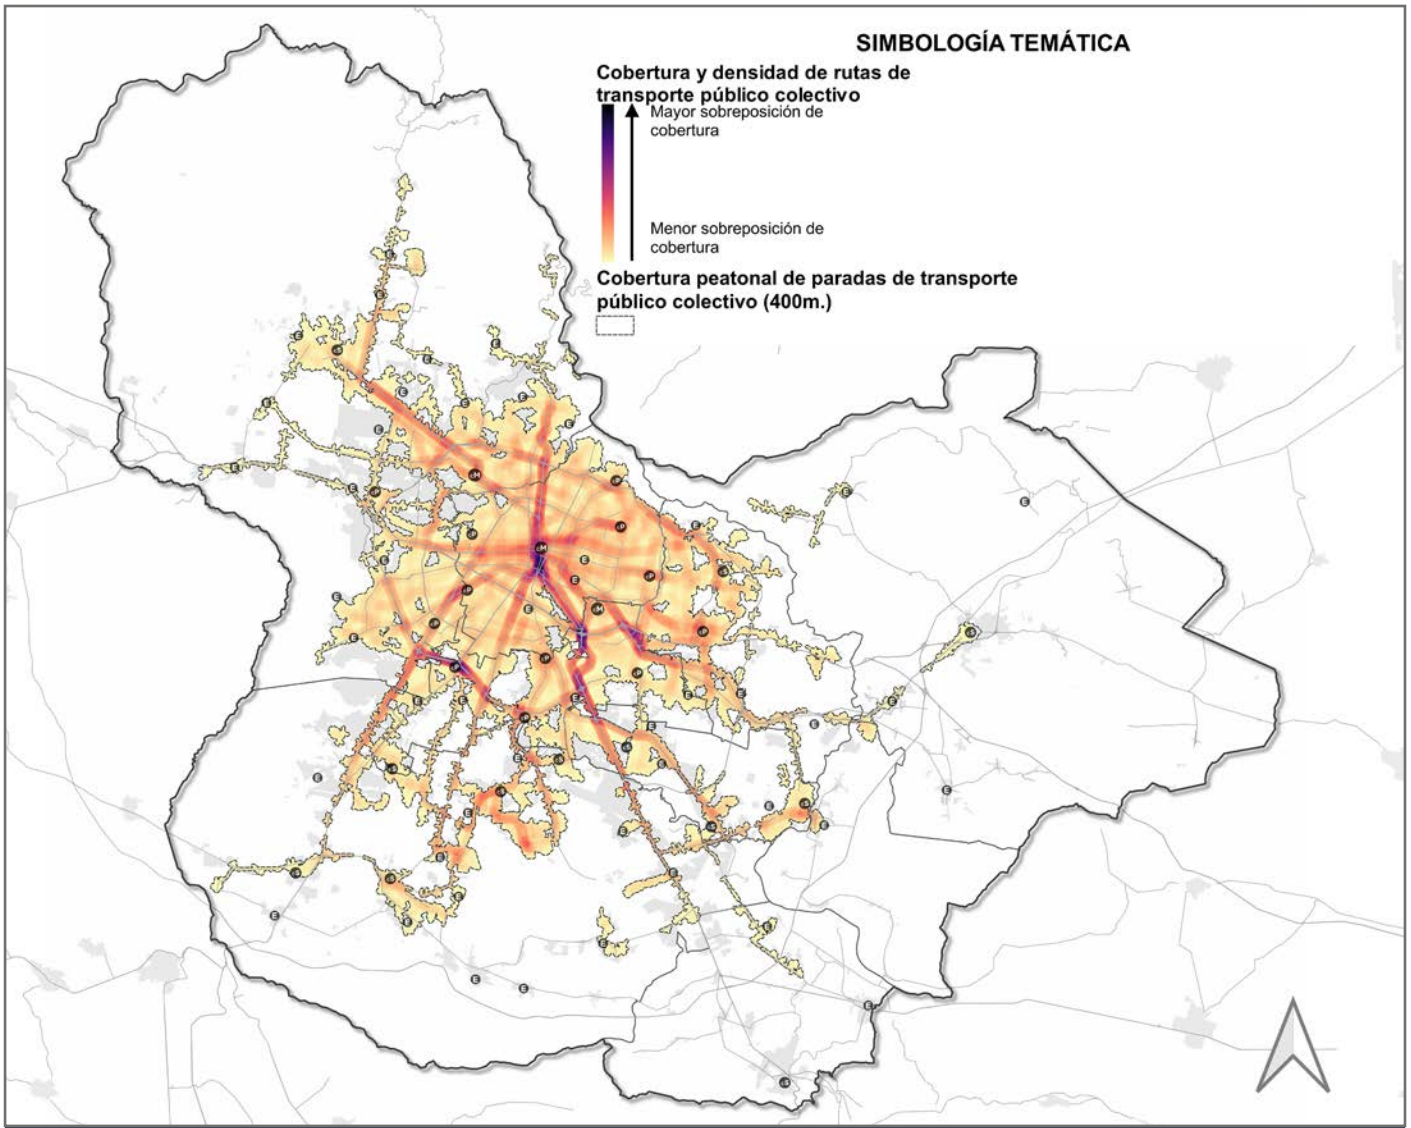 SIMBOLOGÍA TEMÁTICA
Cobertura y densidad de rutas de
transporte público colectivo
Mayor sobreposición de
cobertura
Menor sobreposición de
cobertura
Cobertura peatonal de paradas de transporte
público colectivo (400m.)